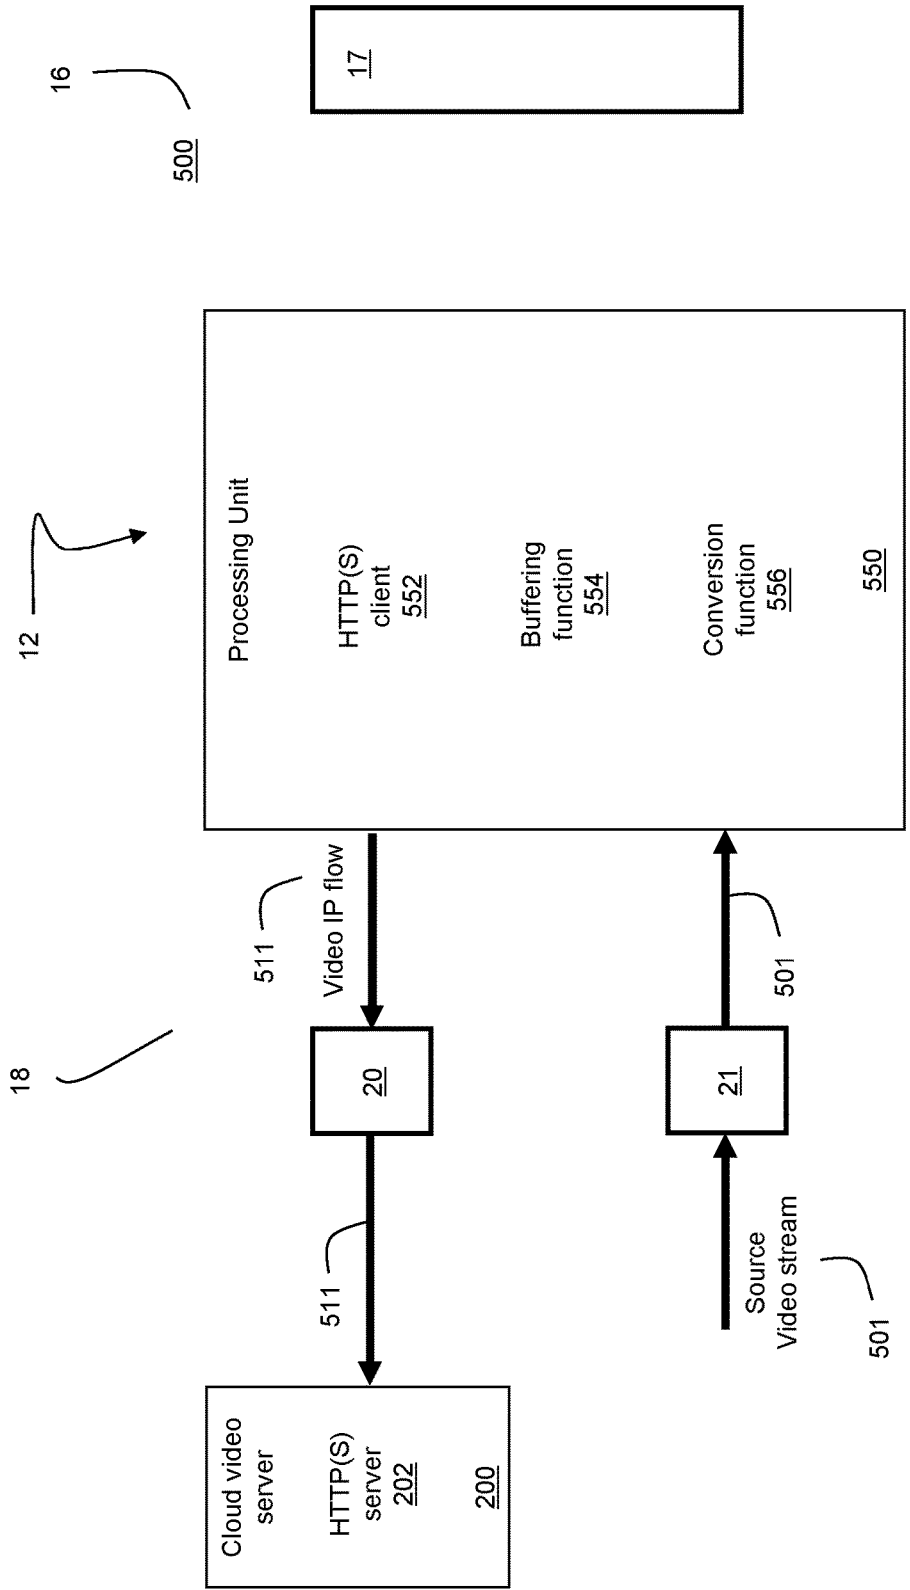 18
12
16
500
Cloud video
server
HTTP(S)
server
202
200
511
511
Video IP flow
20
Processing Unit
HTTP(S)
client
552
Buffering
function
554
Conversion
function
556
550
17
21
Source
Video stream
501
501